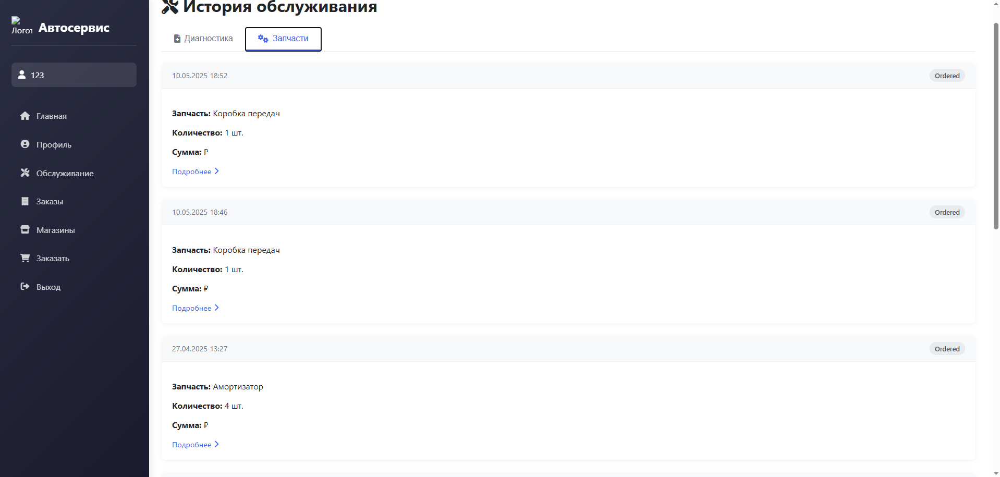 Логот
Автосервис
123
Главная
Профиль
Обслуживание
Заказы
Магазины
Заказать
Выход
История обслуживания
Диагностика
Запчасти
10.05.2025 18:52
Ordered
Запчасть: Коробка передач
Количество: 1 шт.
Сумма: ₽
Подробнее
10.05.2025 18:46
Ordered
Запчасть: Коробка передач
Количество: 1 шт.
Сумма: ₽
Подробнее
27.04.2025 13:27
Ordered
Запчасть: Амортизатор
Количество: 4 шт.
Сумма: ₽
Подробнее